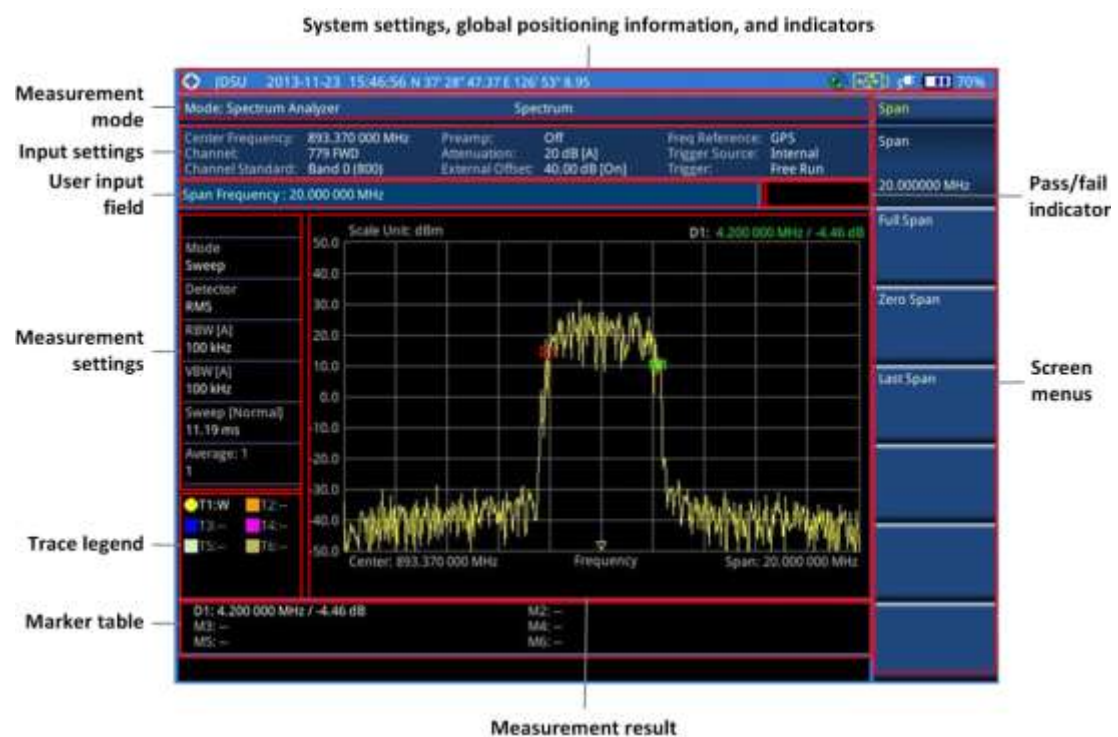 System settings, global positioning information, and indicators
JDSU 2013-11-23 15:46:56 N 37' 28" 47.37 E 126' 53" 8.95 70%
Measurement mode
Mode: Spectrum Analyzer Spectrum
Span
Input settings
Center Frequency: 893.370 000 MHz Preamp: Off Freq Reference: GPS
Channel: 779 FWD Attenuation: 20 dB [A] Trigger Source: Internal
Channel Standard: Band 0 (800) External Offset: 40.00 dB [On] Trigger: Free Run
Span
20.000000 MHz
User input field
Span Frequency : 20.000 000 MHz
Pass/fail indicator
Full Span
Zero Span
Last Span
Screen menus
Measurement settings
Mode
Sweep
Detector
RMS
RBW [A]
100 kHz
VBW [A]
100 kHz
Sweep [Normal]
11.19 ms
Average: 1
1
Scale Unit: dBm D1: 4.200 000 MHz / -4.46 dB
50.0
40.0
30.0
20.0
10.0
0.0
-10.0
-20.0
-30.0
-40.0
-50.0
Center: 893.370 000 MHz Frequency Span: 20.000 000 MHz
Trace legend
T1:W T2:--
T3:-- T4:--
T5:-- T6:--
Marker table
D1: 4.200 000 MHz / -4.46 dB M2: --
M3: -- M4: --
M5: -- M6: --
Measurement result